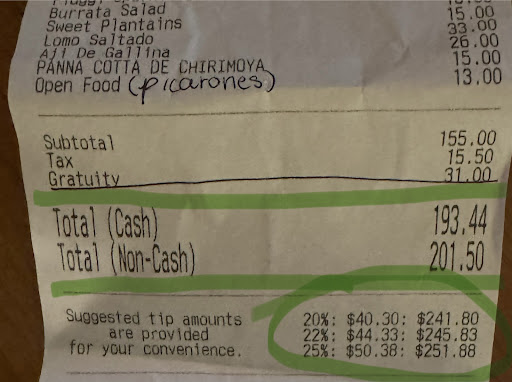 Burrata Salad
Sweet Plantains 15.00
Lomo Saltado 33.00
Aji De Gallina 26.00
PANNA COTTA DE CHIRIMOYA 15.00
Open Food (picarones) 13.00
Subtotal 155.00
Tax 15.50
Gratuity 31.00
Total (Cash) 193.44
Total (Non-Cash) 201.50
Suggested tip amounts 20%: $40.30: $241.80
are provided 22%: $44.33: $245.83
for your convenience. 25%: $50.38: $251.88